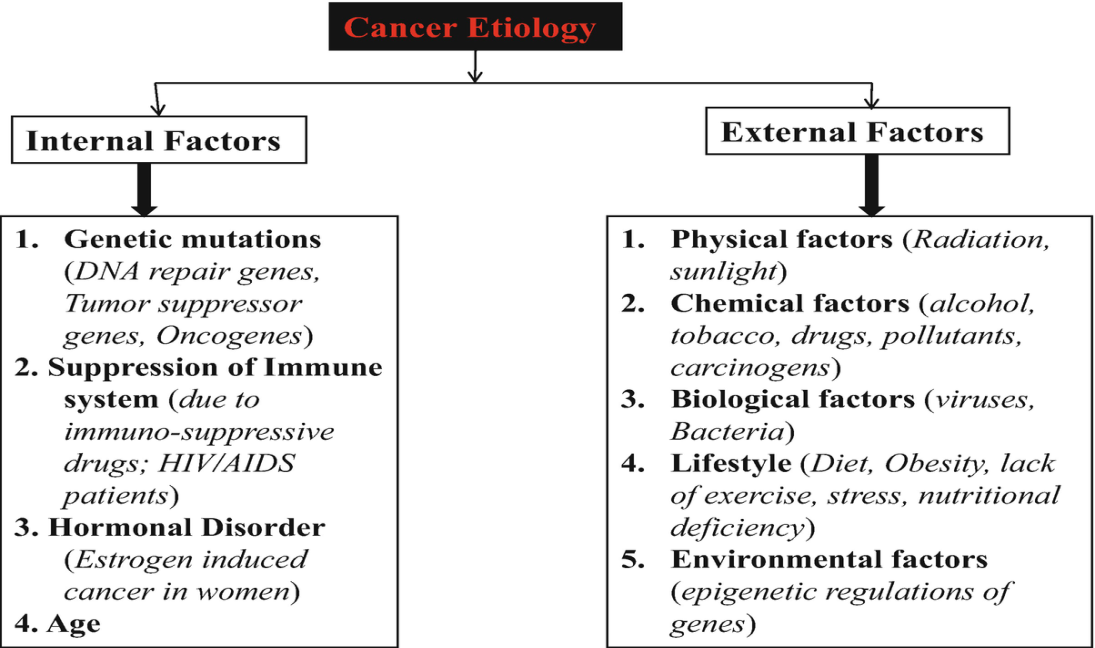 Cancer Etiology
Internal Factors
1. Genetic mutations
(DNA repair genes,
Tumor suppressor
genes, Oncogenes)
2. Suppression of Immune
system (due to
immuno-suppressive
drugs; HIV/AIDS
patients)
3. Hormonal Disorder
(Estrogen induced
cancer in women)
4. Age
External Factors
1. Physical factors (Radiation,
sunlight)
2. Chemical factors (alcohol,
tobacco, drugs, pollutants,
carcinogens)
3. Biological factors (viruses,
Bacteria)
4. Lifestyle (Diet, Obesity, lack
of exercise, stress, nutritional
deficiency)
5. Environmental factors
(epigenetic regulations of
genes)